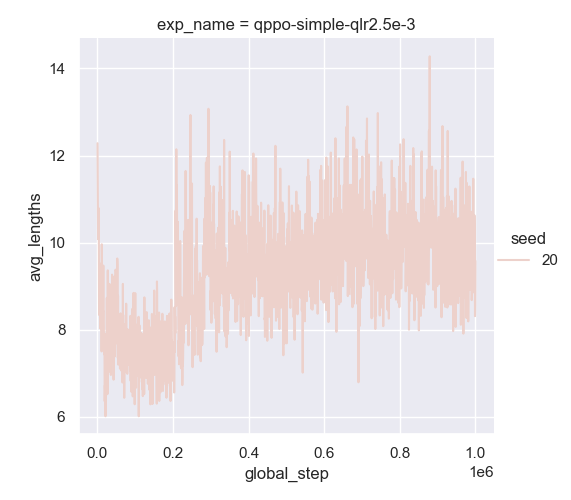 exp_name = qppo-simple-qlr2.5e-3
14
12
10
8
6
avg_lengths
0.0 0.2 0.4 0.6 0.8 1.0
1e6
global_step
seed
20